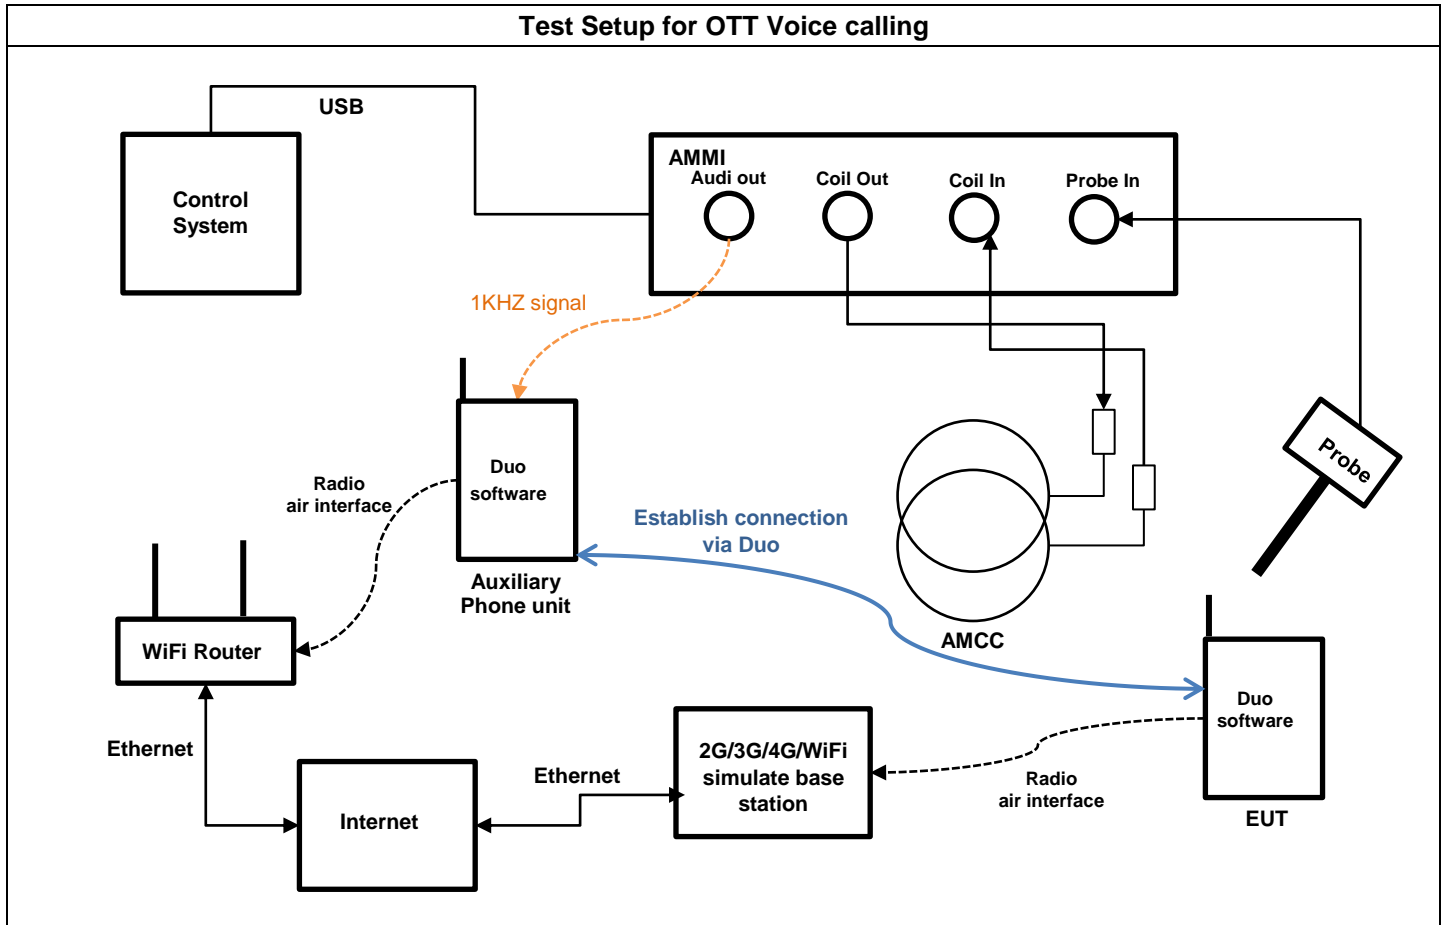 Test Setup for OTT Voice calling
USB
Control
System
AMMI
Audi out
Coil Out
Coil In
Probe In
1KHZ signal
Probe
Duo
software
Radio
air interface
Establish connection
via Duo
Auxiliary
Phone unit
AMCC
WiFi Router
Duo
software
Ethernet
Internet
Ethernet
2G/3G/4G/WiFi
simulate base
station
Radio
air interface
EUT